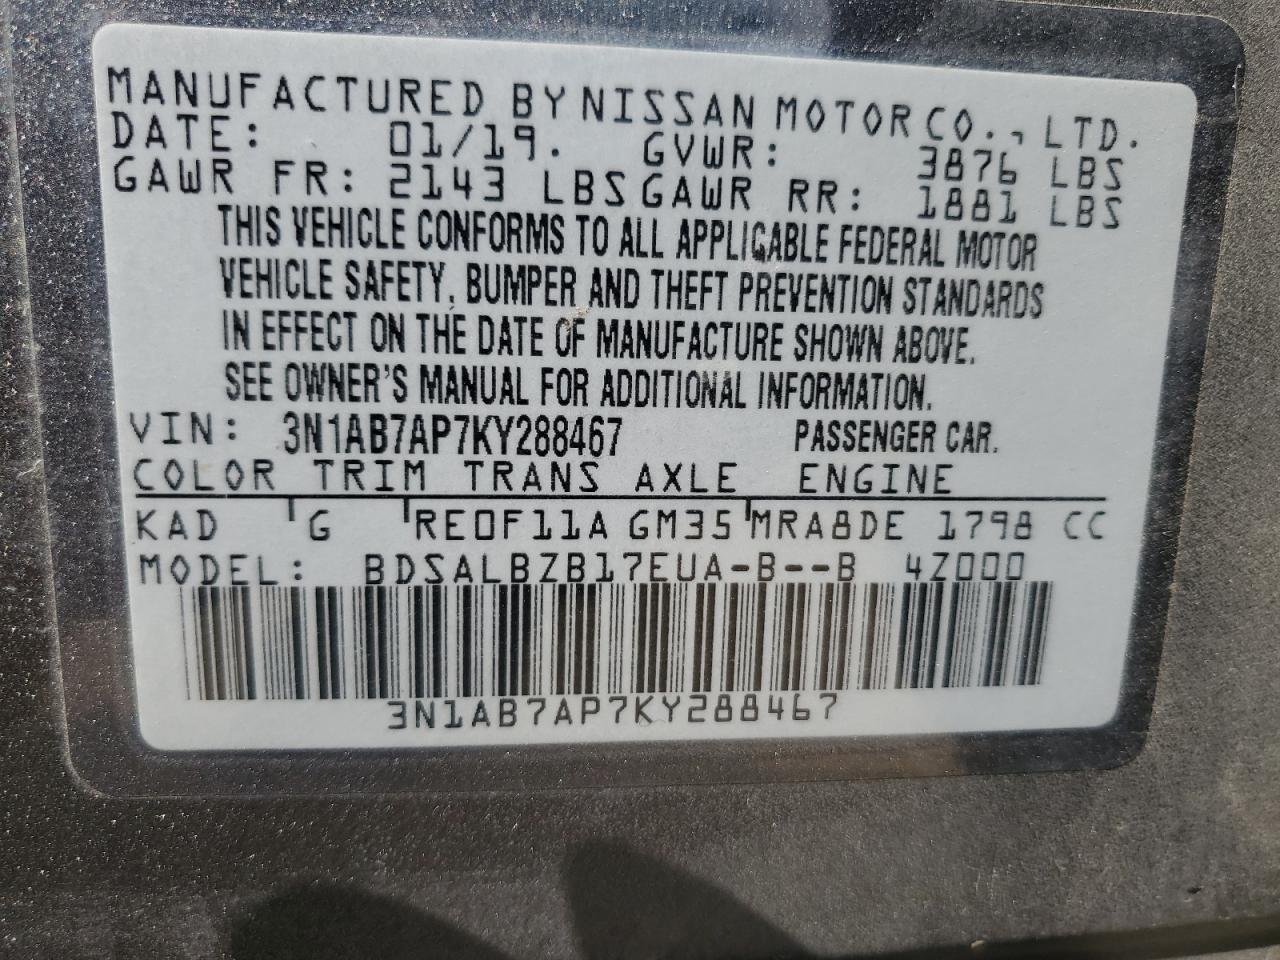 MANUFACTURED BY NISSAN MOTOR CO., LTD.
DATE: 01/19. GVWR: 3876 LBS
GAWR FR: 2143 LBS GAWR RR: 1881 LBS
THIS VEHICLE CONFORMS TO ALL APPLICABLE FEDERAL MOTOR
VEHICLE SAFETY, BUMPER AND THEFT PREVENTION STANDARDS
IN EFFECT ON THE DATE OF MANUFACTURE SHOWN ABOVE.
SEE OWNER'S MANUAL FOR ADDITIONAL INFORMATION.
VIN: 3N1AB7AP7KY288467 PASSENGER CAR.
COLOR TRIM TRANS AXLE ENGINE
KAD G RE0F11A GM35 MRA8DE 1798 CC
MODEL: BDSALBZB17EUA-B--B 4Z000
3N1AB7AP7KY288467